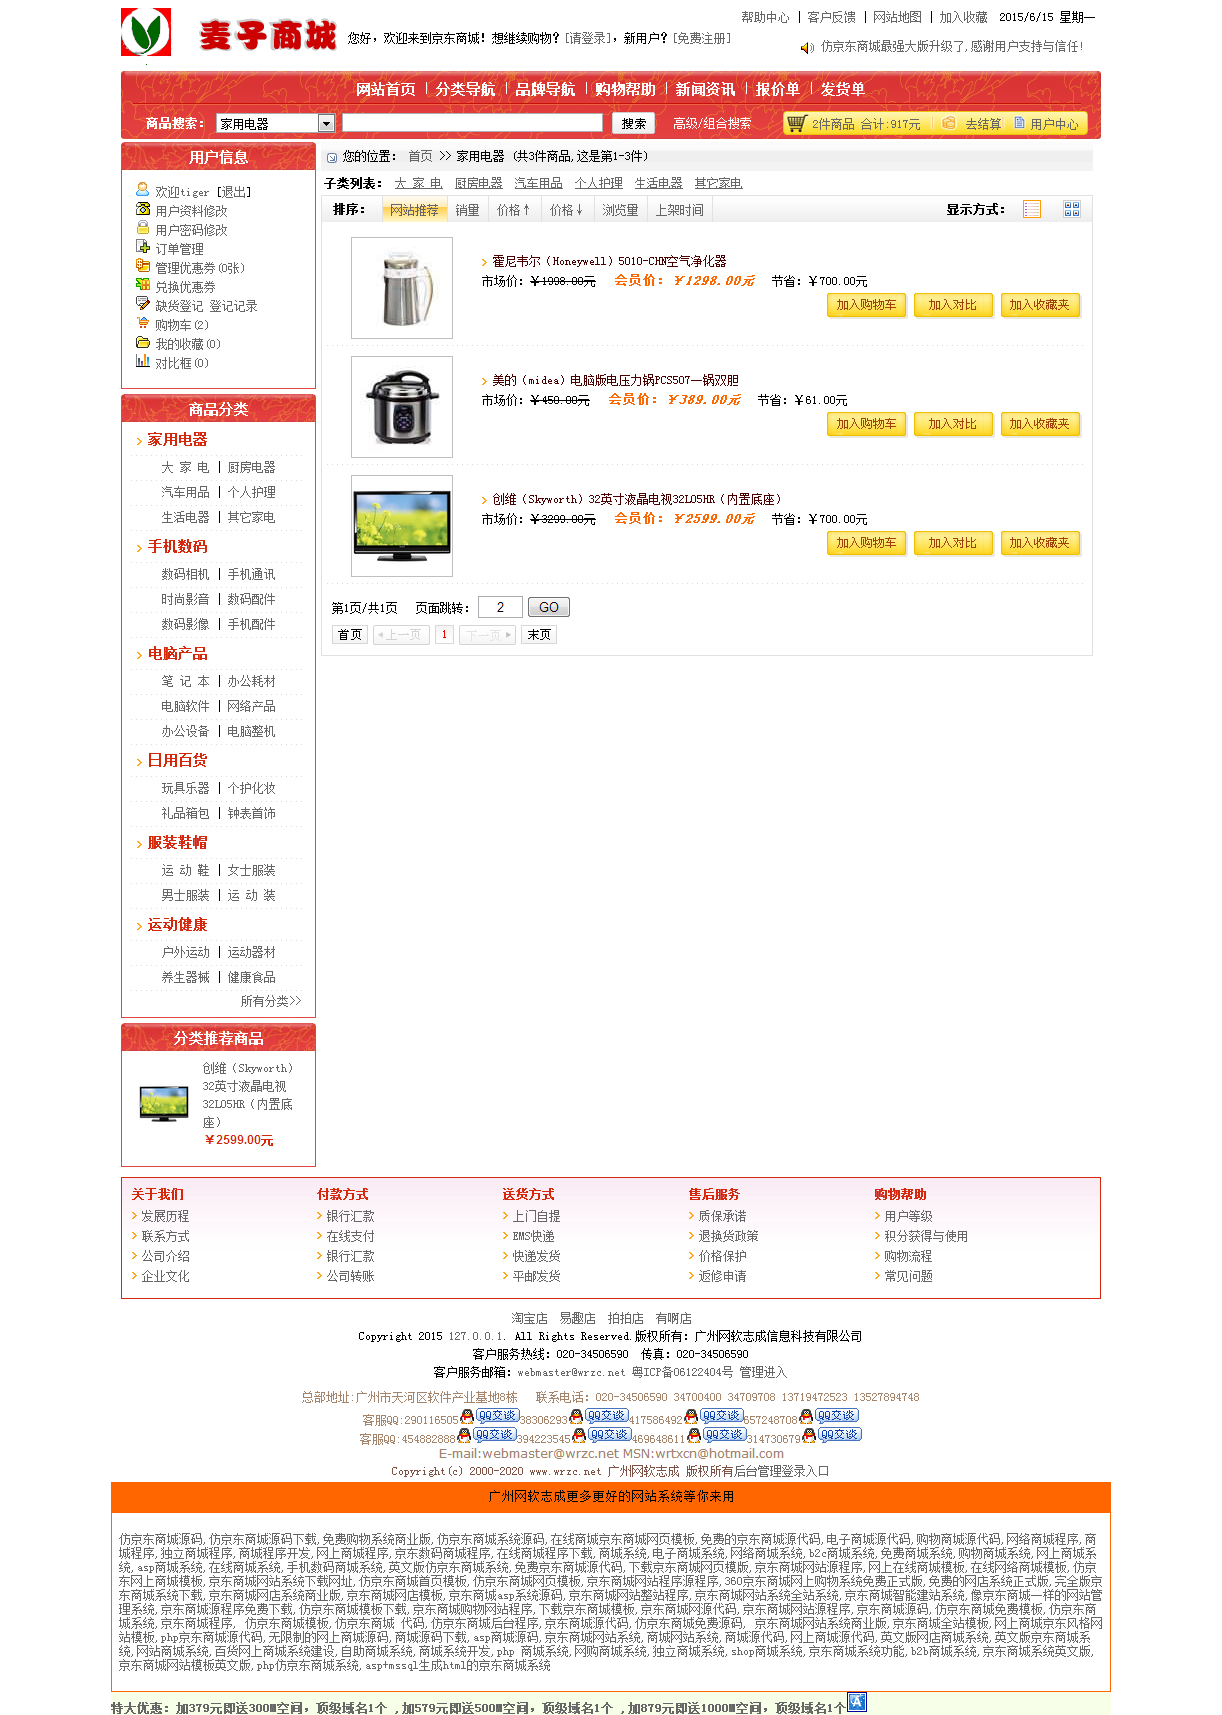 帮助中心 | 客户反馈 | 网站地图 | 加入收藏 2015/6/15 星期一
麦子商城
您好，欢迎来到京东商城！想继续购物？[请登录]，新用户？[免费注册]
仿京东商城最强大版升级了,感谢用户支持与信任!
网站首页 | 分类导航 | 品牌导航 | 购物帮助 | 新闻资讯 | 报价单 | 发货单
商品搜索： 家用电器 搜索 高级/组合搜索 2件商品 合计:917元 去结算 用户中心
用户信息
欢迎tiger [退出]
用户资料修改
用户密码修改
订单管理
管理优惠券(0张)
兑换优惠券
缺货登记 登记记录
购物车(2)
我的收藏(0)
对比框(0)
商品分类
家用电器
大 家 电 | 厨房电器
汽车用品 | 个人护理
生活电器 | 其它家电
手机数码
数码相机 | 手机通讯
时尚影音 | 数码配件
数码影像 | 手机配件
电脑产品
笔 记 本 | 办公耗材
电脑软件 | 网络产品
办公设备 | 电脑整机
日用百货
玩具乐器 | 个护化妆
礼品箱包 | 钟表首饰
服装鞋帽
运 动 鞋 | 女士服装
男士服装 | 运 动 装
运动健康
户外运动 | 运动器材
养生器械 | 健康食品
所有分类>>
分类推荐商品
创维（Skyworth）
32英寸液晶电视
32L05HR（内置底
座）
￥2599.00元
您的位置： 首页 >> 家用电器 (共3件商品,这是第1-3件)
子类列表： 大 家 电 厨房电器 汽车用品 个人护理 生活电器 其它家电
排序： 网站推荐 销量 价格↑ 价格↓ 浏览量 上架时间 显示方式：
霍尼韦尔（Honeywell）5010-CHN空气净化器
市场价：￥1998.00元 会员价：￥1298.00元 节省：￥700.00元
加入购物车 加入对比 加入收藏夹
美的（midea）电脑版电压力锅PCS507一锅双胆
市场价：￥450.00元 会员价：￥389.00元 节省：￥61.00元
加入购物车 加入对比 加入收藏夹
创维（Skyworth）32英寸液晶电视32L05HR（内置底座）
市场价：￥3299.00元 会员价：￥2599.00元 节省：￥700.00元
加入购物车 加入对比 加入收藏夹
第1页/共1页 页面跳转： 2 GO
首页 上一页 1 下一页 末页
关于我们 付款方式 送货方式 售后服务 购物帮助
发展历程 银行汇款 上门自提 质保承诺 用户等级
联系方式 在线支付 EMS快递 退换货政策 积分获得与使用
公司介绍 银行汇款 快递发货 价格保护 购物流程
企业文化 公司转账 平邮发货 返修申请 常见问题
淘宝店 易趣店 拍拍店 有啊店
Copyright 2015 127.0.0.1. All Rights Reserved.版权所有：广州网软志成信息科技有限公司
客户服务热线：020-34506590 传真：020-34506590
客户服务邮箱：webmaster@wrzc.net 粤ICP备06122404号 管理进入
总部地址:广州市天河区软件产业基地8栋 联系电话：020-34506590 34700400 34709708 13719472523 13527894748
客服QQ:290116505 QQ交谈 38306293 QQ交谈 417586492 QQ交谈 657248708 QQ交谈
客服QQ:454882888 QQ交谈 394223545 QQ交谈 469648611 QQ交谈 314730679 QQ交谈
E-mail:webmaster@wrzc.net MSN:wrtxcn@hotmail.com
Copyright(c) 2000-2020 www.wrzc.net 广州网软志成 版权所有后台管理登录入口
广州网软志成更多更好的网站系统等你来用
仿京东商城源码,仿京东商城源码下载,免费购物系统商业版,仿京东商城系统源码,在线商城京东商城网页模板,免费的京东商城源代码,电子商城源代码,购物商城源代码,网络商城程序,商
城程序,独立商城程序,商城程序开发,网上商城程序,京东数码商城程序,在线商城程序下载,商城系统,电子商城系统,网络商城系统,b2c商城系统,免费商城系统,购物商城系统,网上商城系
统,asp商城系统,在线商城系统,手机数码商城系统,英文版仿京东商城系统,免费京东商城源代码,下载京东商城网页模版,京东商城网站源程序,网上在线商城模板,在线网络商城模板,仿京
东网上商城模板,京东商城网站系统下载网址,仿京东商城首页模板,仿京东商城网页模板,京东商城网站程序源程序,360京东商城网上购物系统免费正式版,免费的网店系统正式版,完全版京
东商城系统下载,京东商城网店系统商业版,京东商城网店模板,京东商城asp系统源码,京东商城网站整站程序,京东商城网站系统全站系统,京东商城智能建站系统,像京东商城一样的网站管
理系统,京东商城源程序免费下载,仿京东商城模板下载,京东商城购物网站程序,下载京东商城模板,京东商城网源代码,京东商城网站源程序,京东商城源码,仿京东商城免费模板,仿京东商
城系统,京东商城程序, 仿京东商城模板,仿京东商城 代码,仿京东商城后台程序,京东商城源代码,仿京东商城免费源码, 京东商城网站系统商业版,京东商城全站模板,网上商城京东风格网
站模板,php京东商城源代码,无限制的网上商城源码,商城源码下载,asp商城源码,京东商城网站系统,商城网站系统,商城源代码,网上商城源代码,英文版网店商城系统,英文版京东商城系
统,网站商城系统,百货网上商城系统建设,自助商城系统,商城系统开发,php 商城系统,网购商城系统,独立商城系统,shop商城系统,京东商城系统功能,b2b商城系统,京东商城系统英文版,
京东商城网站模板英文版,php仿京东商城系统,asp+mssql生成html的京东商城系统
特大优惠：加379元即送300M空间，顶级域名1个 ,加579元即送500M空间，顶级域名1个 ,加879元即送1000M空间，顶级域名1个